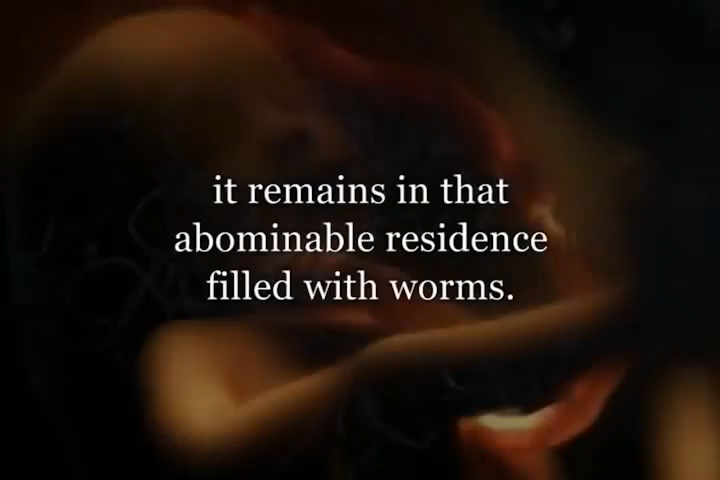 it remains in that
abominable residence
filled with worms.